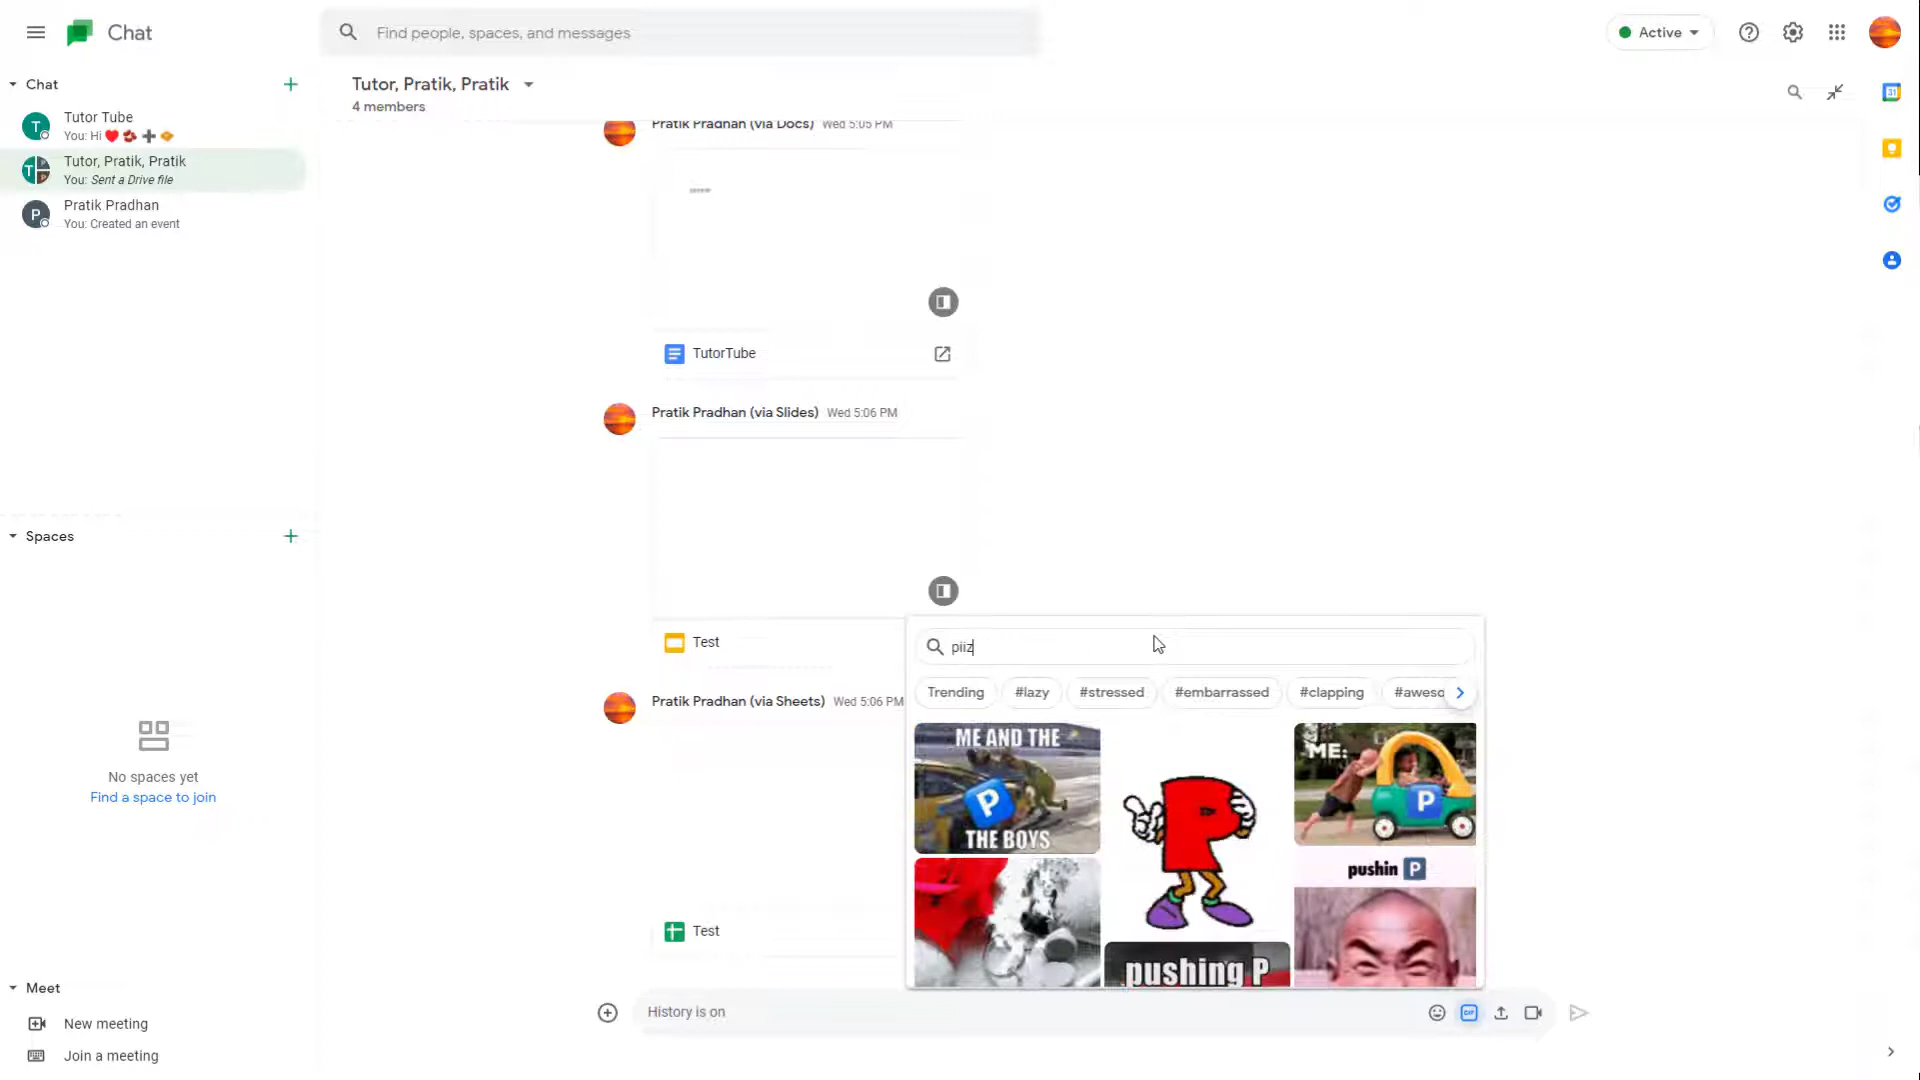 Chat
Find people, spaces, and messages
Active
Chat
Tutor Tube
You: Hi ❤️
Tutor, Pratik, Pratik
You: Sent a Drive file
Pratik Pradhan
You: Created an event
Spaces
No spaces yet
Find a space to join
Meet
New meeting
Join a meeting
Tutor, Pratik, Pratik
4 members
Pratik Pradhan (via Docs) Wed 5:05 PM
TutorTube
Pratik Pradhan (via Slides) Wed 5:06 PM
Test
Pratik Pradhan (via Sheets) Wed 5:06 PM
Test
piiz
Trending #lazy #stressed #embarrassed #clapping #aweso
ME AND THE
P
THE BOYS
P
ME:
P
pushin P
pushing P
History is on
GIF
31
T
T
P